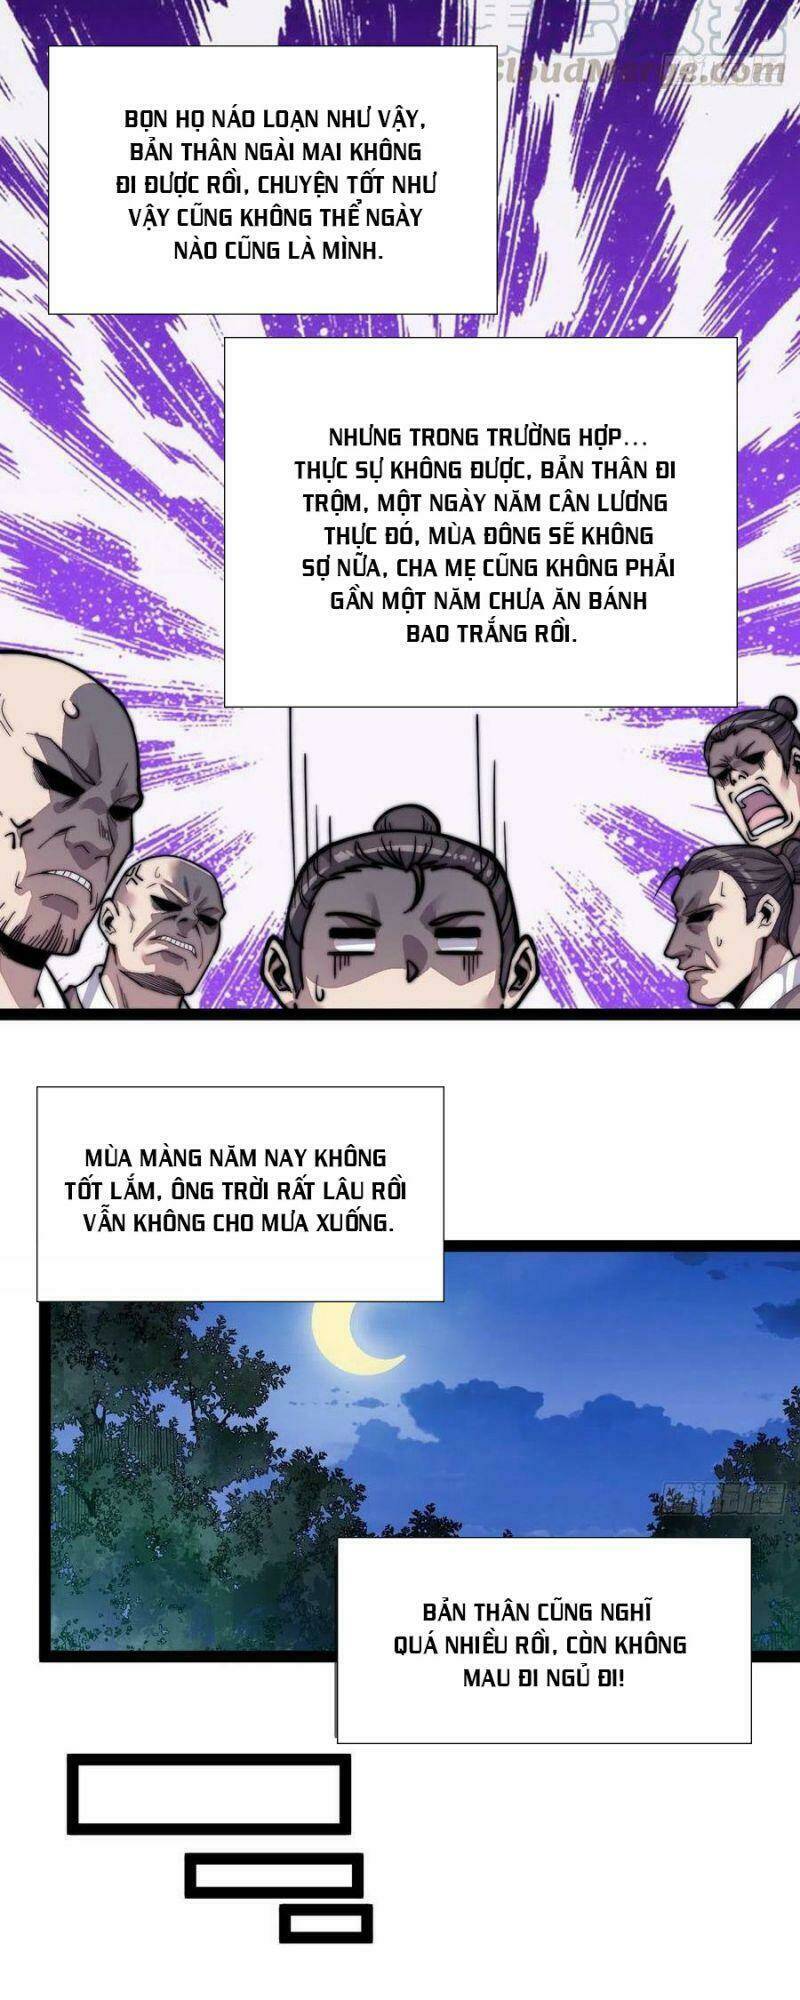 CloudMerge.com
BỌN HỌ NÁO LOẠN NHƯ VẬY,
BẢN THÂN NGÀI MAI KHÔNG
ĐI ĐƯỢC RỒI, CHUYỆN TỐT NHƯ
VẬY CŨNG KHÔNG THỂ NGÀY
NÀO CŨNG LÀ MÌNH.
NHƯNG TRONG TRƯỜNG HỢP...
THỰC SỰ KHÔNG ĐƯỢC, BẢN THÂN ĐI
TRỘM, MỘT NGÀY NĂM CÂN LƯƠNG
THỰC ĐÓ, MÙA ĐÔNG SẼ KHÔNG
SỢ NỮA, CHA MẸ CŨNG KHÔNG PHẢI
GẦN MỘT NĂM CHƯA ĂN BÁNH
BAO TRẮNG RỒI.
MÙA MÀNG NĂM NAY KHÔNG
TỐT LẮM, ÔNG TRỜI RẤT LÂU RỒI
VẪN KHÔNG CHO MƯA XUỐNG.
BẢN THÂN CŨNG NGHĨ
QUÁ NHIỀU RỒI, CÒN KHÔNG
MAU ĐI NGỦ ĐI!